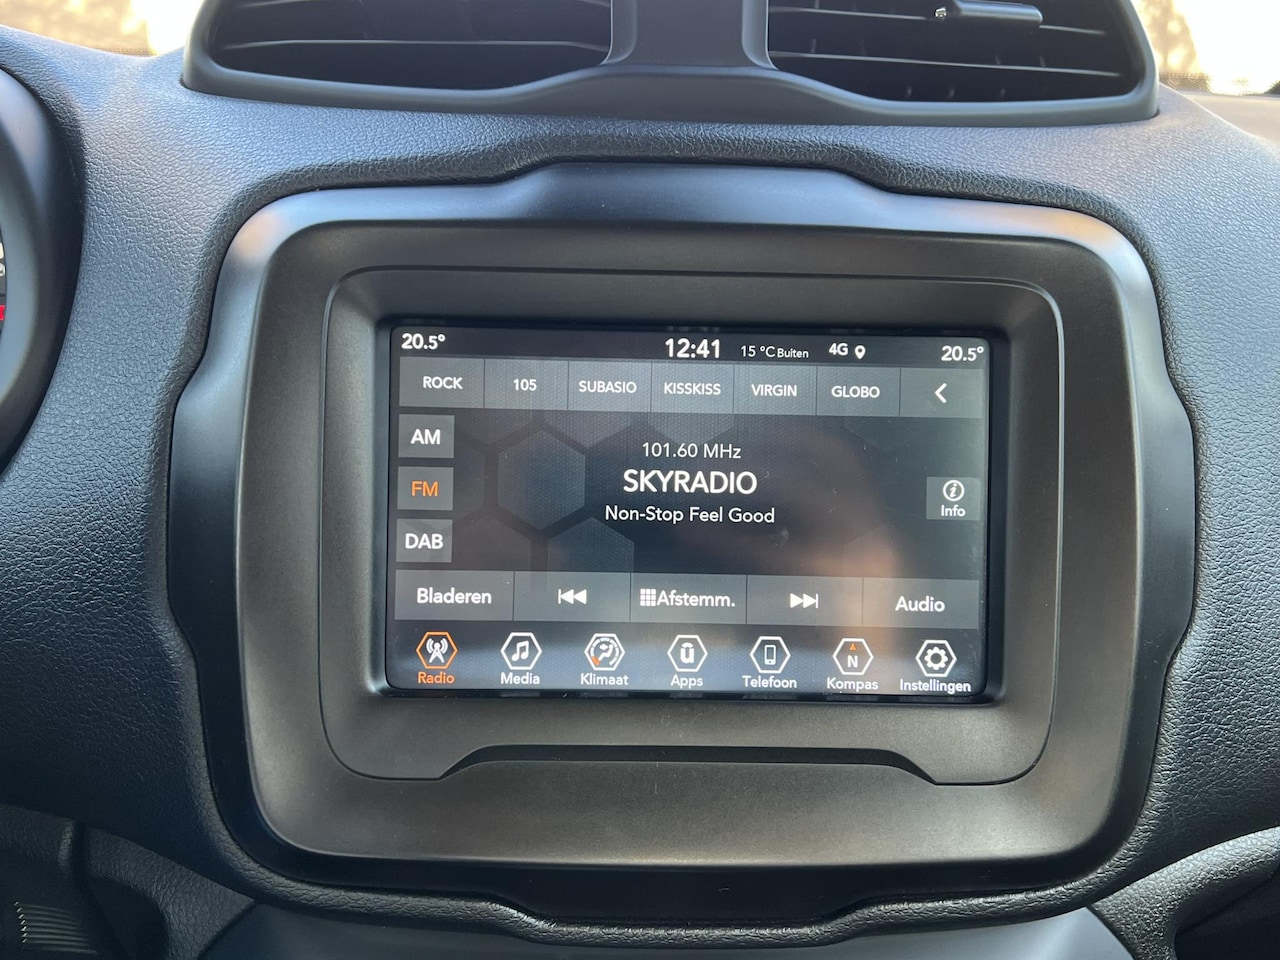 20.5°
12:41
15 °C Buiten
4G
20.5°
ROCK
105
SUBASIO
KISSKISS
VIRGIN
GLOBO
AM
101.60 MHz
SKYRADIO
FM
Info
Non-Stop Feel Good
DAB
Bladeren
Afstemm.
Audio
N
Radio
Media
Klimaat
Apps
Telefoon
Kompas
Instellingen